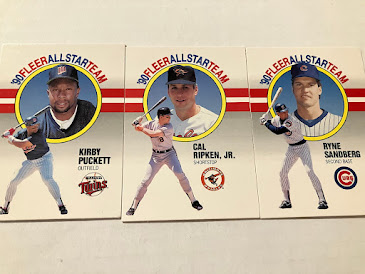 '90 FLEER ALL STAR TEAM
KIRBY
PUCKETT
OUTFIELD
Twins
'90 FLEER ALL STAR TEAM
CAL
RIPKEN, JR.
SHORTSTOP
'90 FLEER ALL STAR TEAM
RYNE
SANDBERG
SECOND BASE
CUBS